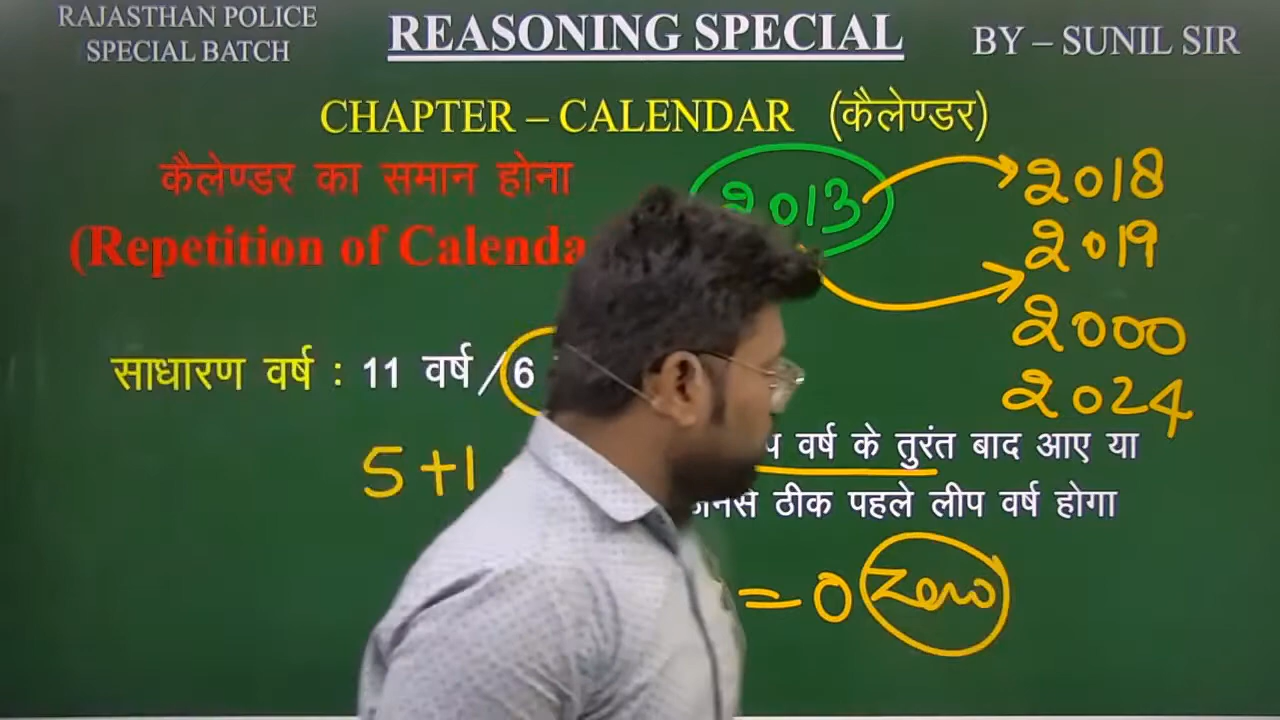 RAJASTHAN POLICE
SPECIAL BATCH
REASONING SPECIAL
BY – SUNIL SIR
CHAPTER – CALENDAR (कैलेण्डर)
कैलेण्डर का समान होना
(Repetition of Calenda
2013
2018
2019
2000
2024
साधारण वर्ष : 11 वर्ष / 6
वर्ष के तुरंत बाद आए या
ठीक पहले लीप वर्ष होगा
5+1
=0 Zero